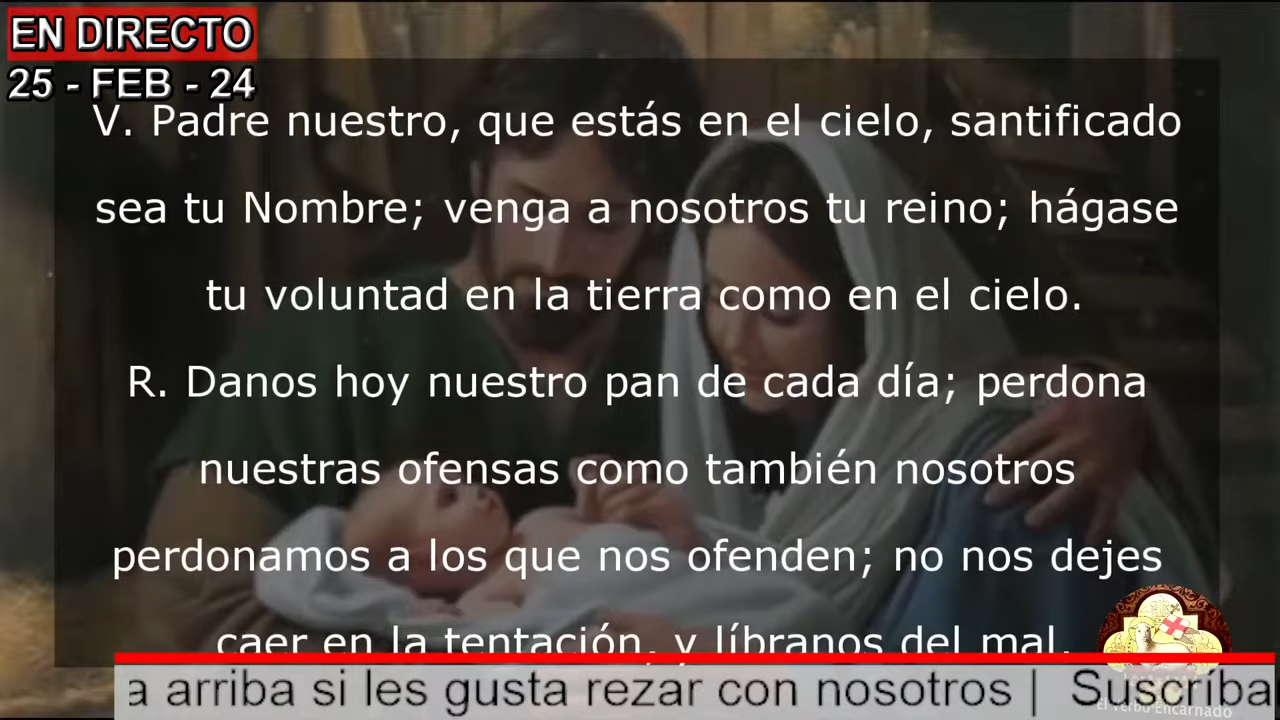 EN DIRECTO
25 - FEB - 24
V. Padre nuestro, que estás en el cielo, santificado
sea tu Nombre; venga a nosotros tu reino; hágase
tu voluntad en la tierra como en el cielo.
R. Danos hoy nuestro pan de cada día; perdona
nuestras ofensas como también nosotros
perdonamos a los que nos ofenden; no nos dejes
caer en la tentación, y líbranos del mal.
a arriba si les gusta rezar con nosotros | Suscríba
El Verbo Encarnado